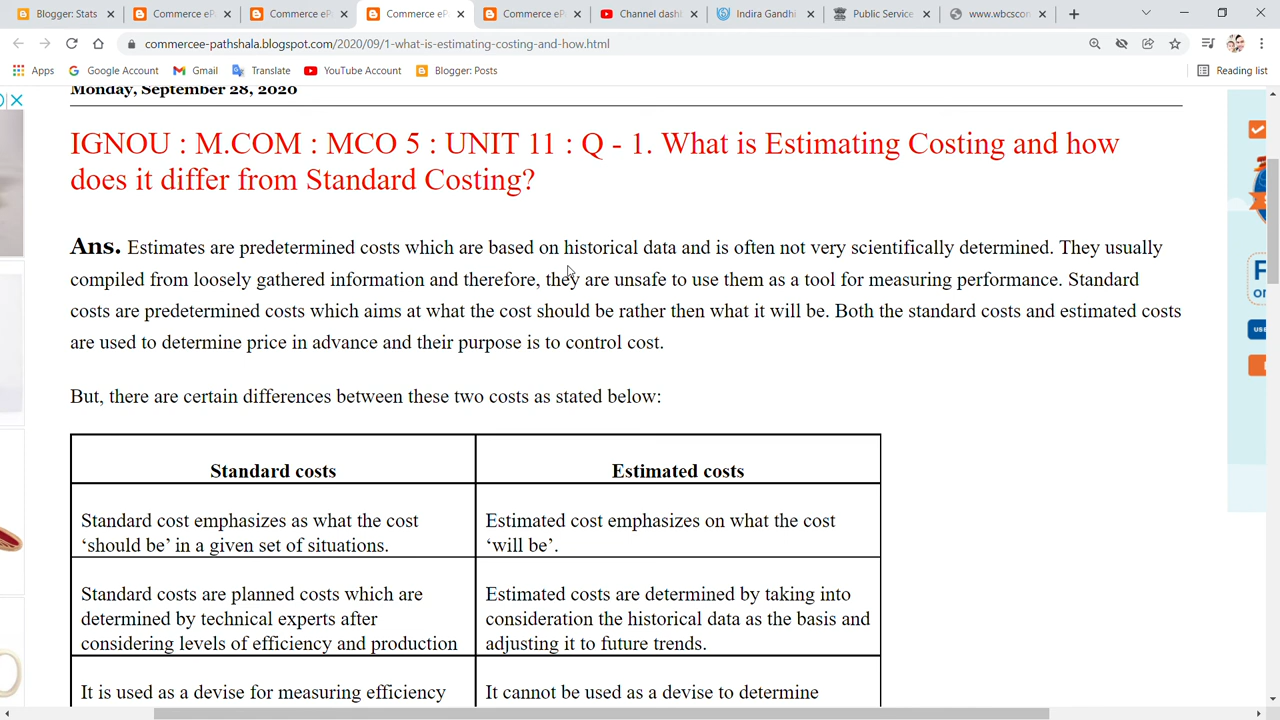 Blogger: Stats
Commerce eP
Commerce eP
Commerce eP
Commerce eP
Channel dash
Indira Gandhi
Public Service
www.wbcscon
commercee-pathshala.blogspot.com/2020/09/1-what-is-estimating-costing-and-how.html
Apps
Google Account
Gmail
Translate
YouTube Account
Blogger: Posts
Reading list
Monday, September 28, 2020
IGNOU : M.COM : MCO 5 : UNIT 11 : Q - 1. What is Estimating Costing and how
does it differ from Standard Costing?
Ans. Estimates are predetermined costs which are based on historical data and is often not very scientifically determined. They usually
compiled from loosely gathered information and therefore, they are unsafe to use them as a tool for measuring performance. Standard
costs are predetermined costs which aims at what the cost should be rather then what it will be. Both the standard costs and estimated costs
are used to determine price in advance and their purpose is to control cost.
But, there are certain differences between these two costs as stated below:
Standard costs
Estimated costs
Standard cost emphasizes as what the cost
‘should be’ in a given set of situations.
Estimated cost emphasizes on what the cost
‘will be’.
Standard costs are planned costs which are
determined by technical experts after
considering levels of efficiency and production
Estimated costs are determined by taking into
consideration the historical data as the basis and
adjusting it to future trends.
It is used as a devise for measuring efficiency
It cannot be used as a devise to determine